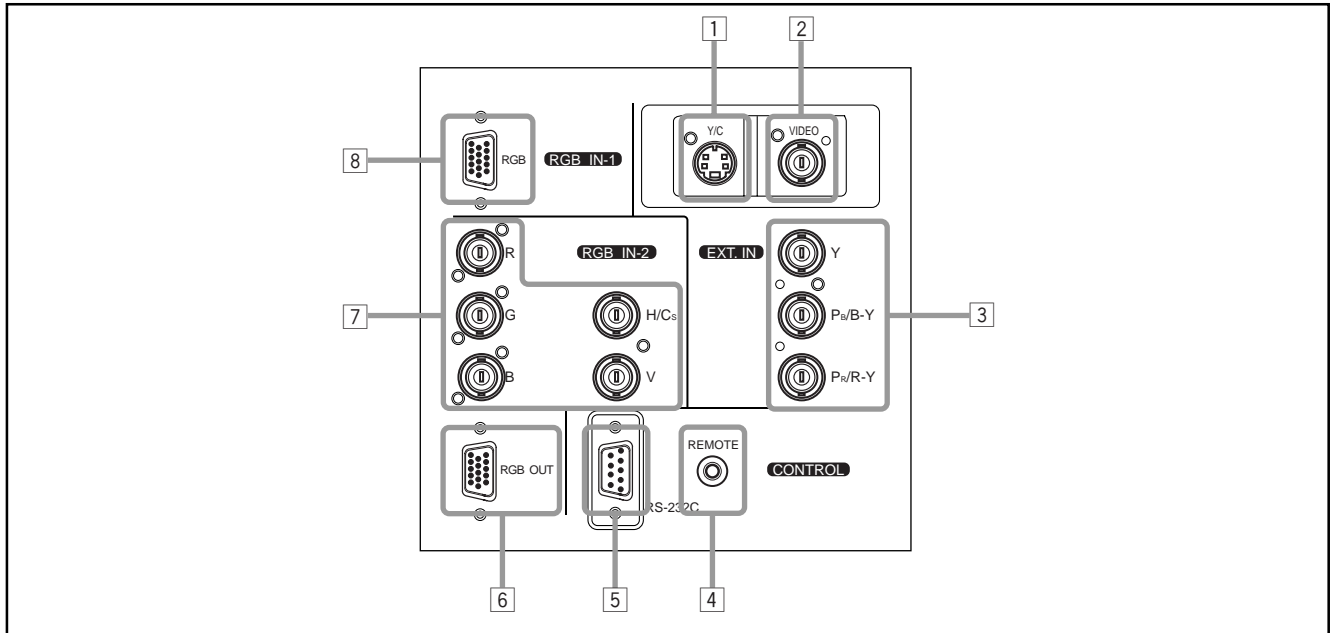 1 2
Y/C VIDEO
8 RGB RGB IN-1
R RGB IN-2 EXT. IN Y
7 G H/Cs PB/B-Y 3
B V PR/R-Y
REMOTE
RGB OUT CONTROL
RS-232C
6 5 4